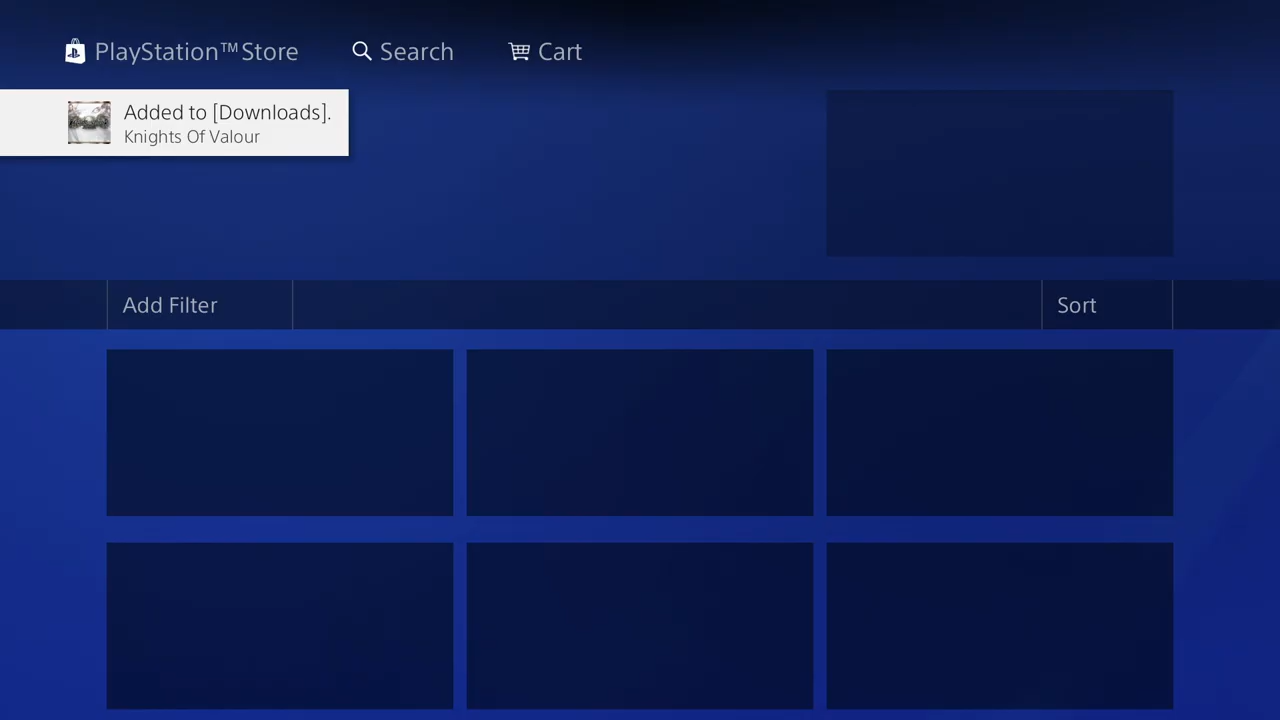 PlayStation™Store
Search
Cart
Added to [Downloads].
Knights Of Valour
Add Filter
Sort